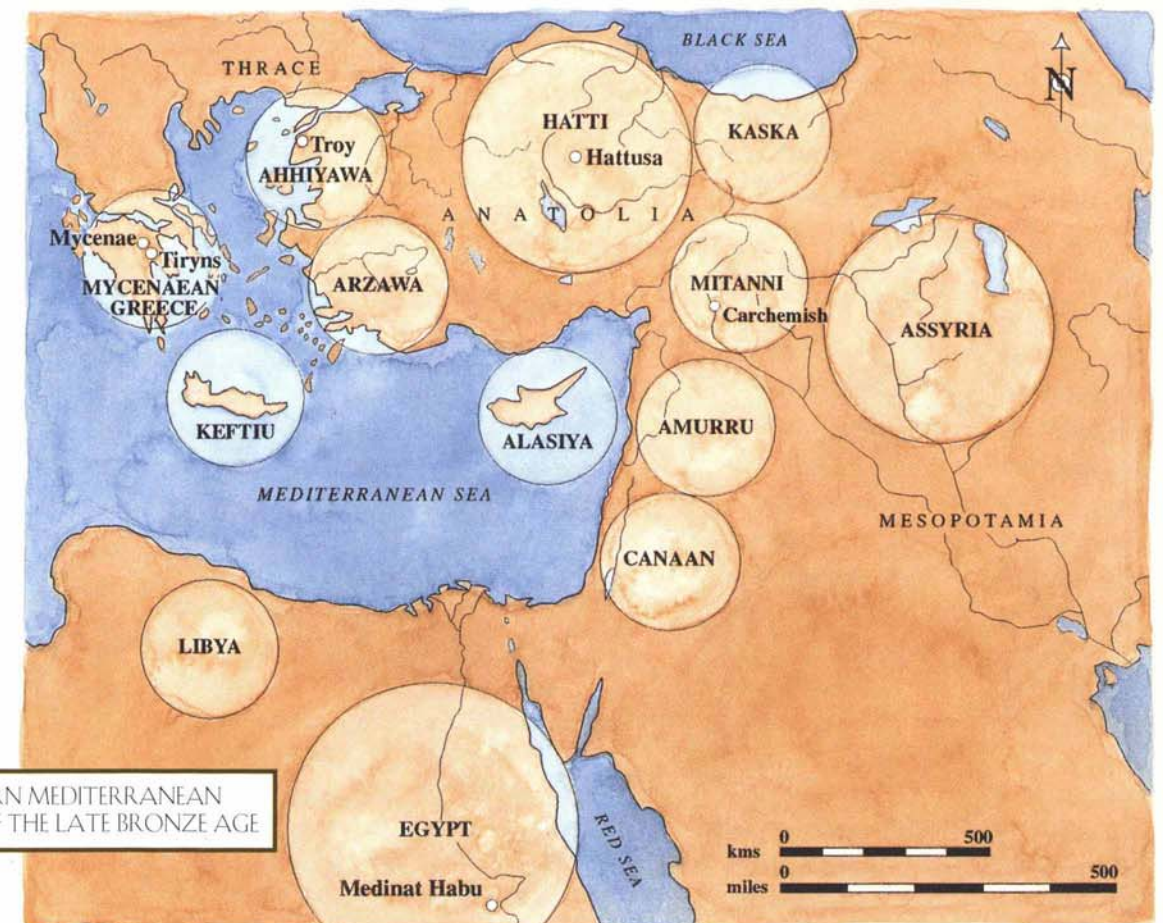 BLACK SEA
THRACE
N
HATTI
KASKA
Troy
Hattusa
AHHIYAWA
ANATOLIA
Mycenae
Tiryns
MYCENAEAN
GREECE
ARZAWA
MITANNI
Carchemish
ASSYRIA
KEFTIU
ALASIYA
AMURRU
MEDITERRANEAN SEA
MESOPOTAMIA
CANAAN
LIBYA
RN MEDITERRANEAN
F THE LATE BRONZE AGE
EGYPT
RED SEA
Medinat Habu
0 500
kms
0 500
miles